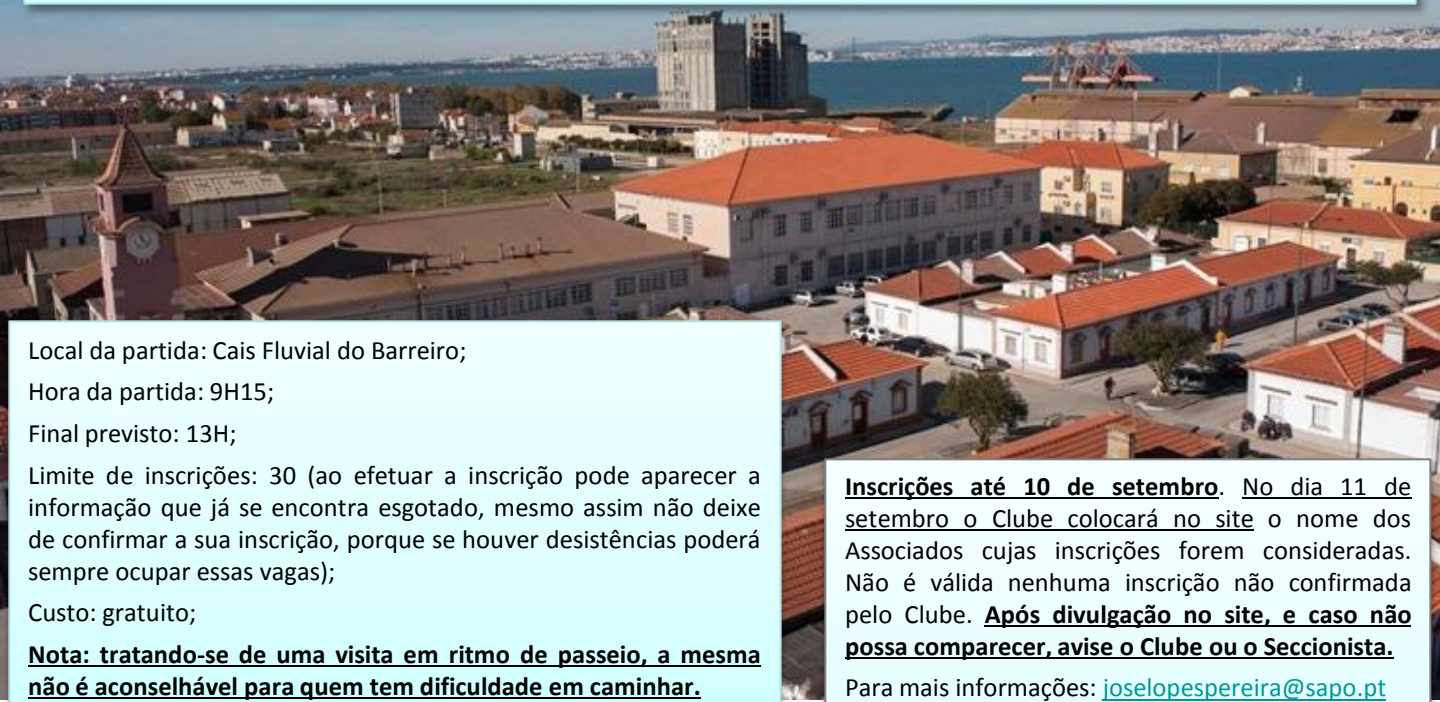 Local da partida: Cais Fluvial do Barreiro;
Hora da partida: 9H15;
Final previsto: 13H;
Limite de inscrições: 30 (ao efetuar a inscrição pode aparecer a
informação que já se encontra esgotado, mesmo assim não deixe
de confirmar a sua inscrição, porque se houver desistências poderá
sempre ocupar essas vagas);
Custo: gratuito;
Nota: tratando-se de uma visita em ritmo de passeio, a mesma
não é aconselhável para quem tem dificuldade em caminhar.
Inscrições até 10 de setembro. No dia 11 de
setembro o Clube colocará no site o nome dos
Associados cujas inscrições forem consideradas.
Não é válida nenhuma inscrição não confirmada
pelo Clube. Após divulgação no site, e caso não
possa comparecer, avise o Clube ou o Seccionista.
Para mais informações: joselopespereira@sapo.pt